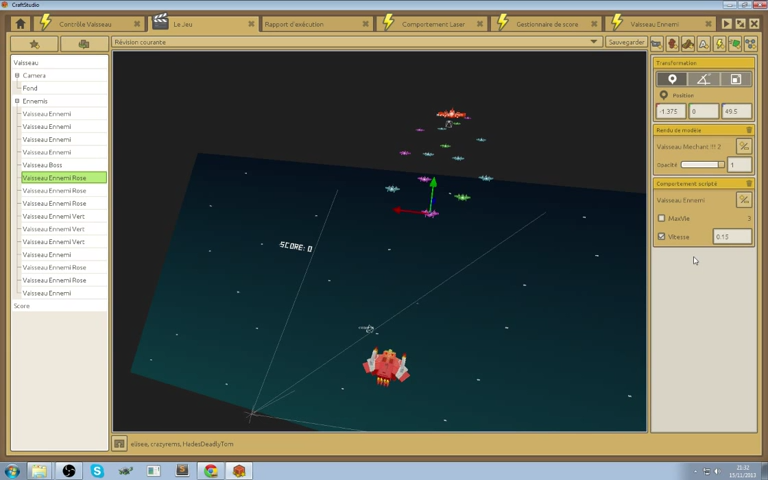 CraftStudio
Contrôle Vaisseau
Le Jeu
Rapport d'exécution
Comportement Laser
Gestionnaire de score
Vaisseau Ennemi
Révision courante
Sauvegarder
Vaisseau
Camera
Fond
Ennemis
Vaisseau Ennemi
Vaisseau Ennemi
Vaisseau Ennemi
Vaisseau Ennemi
Vaisseau Boss
Vaisseau Ennemi Rose
Vaisseau Ennemi Rose
Vaisseau Ennemi Rose
Vaisseau Ennemi Vert
Vaisseau Ennemi Vert
Vaisseau Ennemi Vert
Vaisseau Ennemi
Vaisseau Ennemi Rose
Vaisseau Ennemi Rose
Vaisseau Ennemi
Score
SCORE: 0
Transformation
Position
-1.375 0 49.5
Rendu de modèle
Vaisseau Mechant !!! 2
Opacité 1
Comportement scripté
Vaisseau Ennemi
MaxVie 3
Vitesse 0.15
elisee, crazyrems, HadesDeadlyTom
21:32
15/11/2013